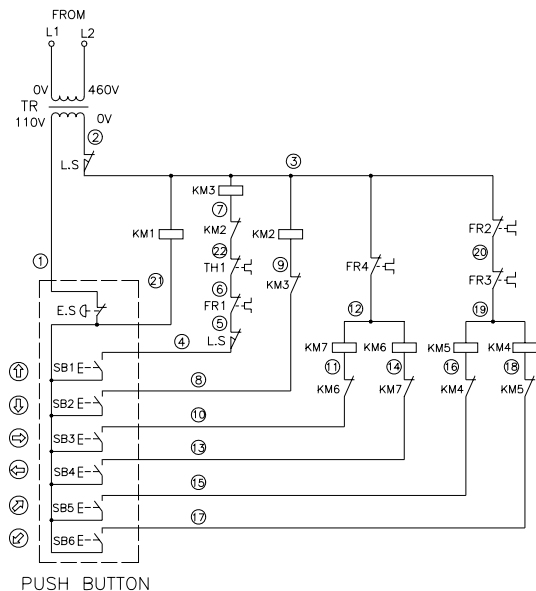 FROM
L1 L2
0V 460V
TR
110V 0V
2
L.S
3
KM3
7
KM1 KM2 KM2
22
TH1
9
FR2
20
1
21
6
KM3
FR4
FR3
E.S
FR1
5
12
19
4
L.S
KM7 KM6 KM5 KM4
SB1
11 14 16 18
8
KM6 KM7 KM4 KM5
SB2
10
SB3
13
SB4
15
SB5
17
SB6
PUSH BUTTON